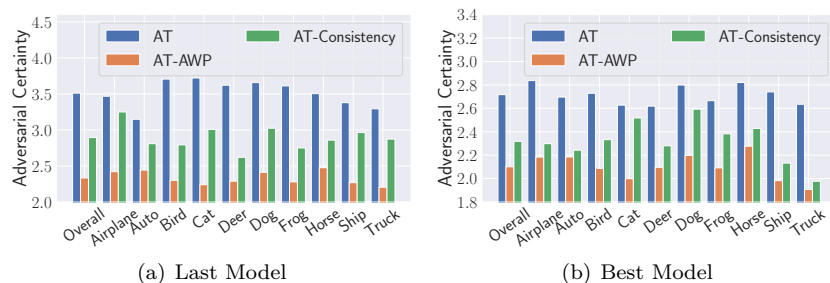 Adversarial Certainty
4.5
4.0
3.5
3.0
2.5
2.0
AT
AT-AWP
AT-Consistency
Overall
Airplane
Auto
Bird
Cat
Deer
Dog
Frog
Horse
Ship
Truck
(a) Last Model
Adversarial Certainty
3.4
3.2
3.0
2.8
2.6
2.4
2.2
2.0
1.8
AT
AT-AWP
AT-Consistency
Overall
Airplane
Auto
Bird
Cat
Deer
Dog
Frog
Horse
Ship
Truck
(b) Best Model